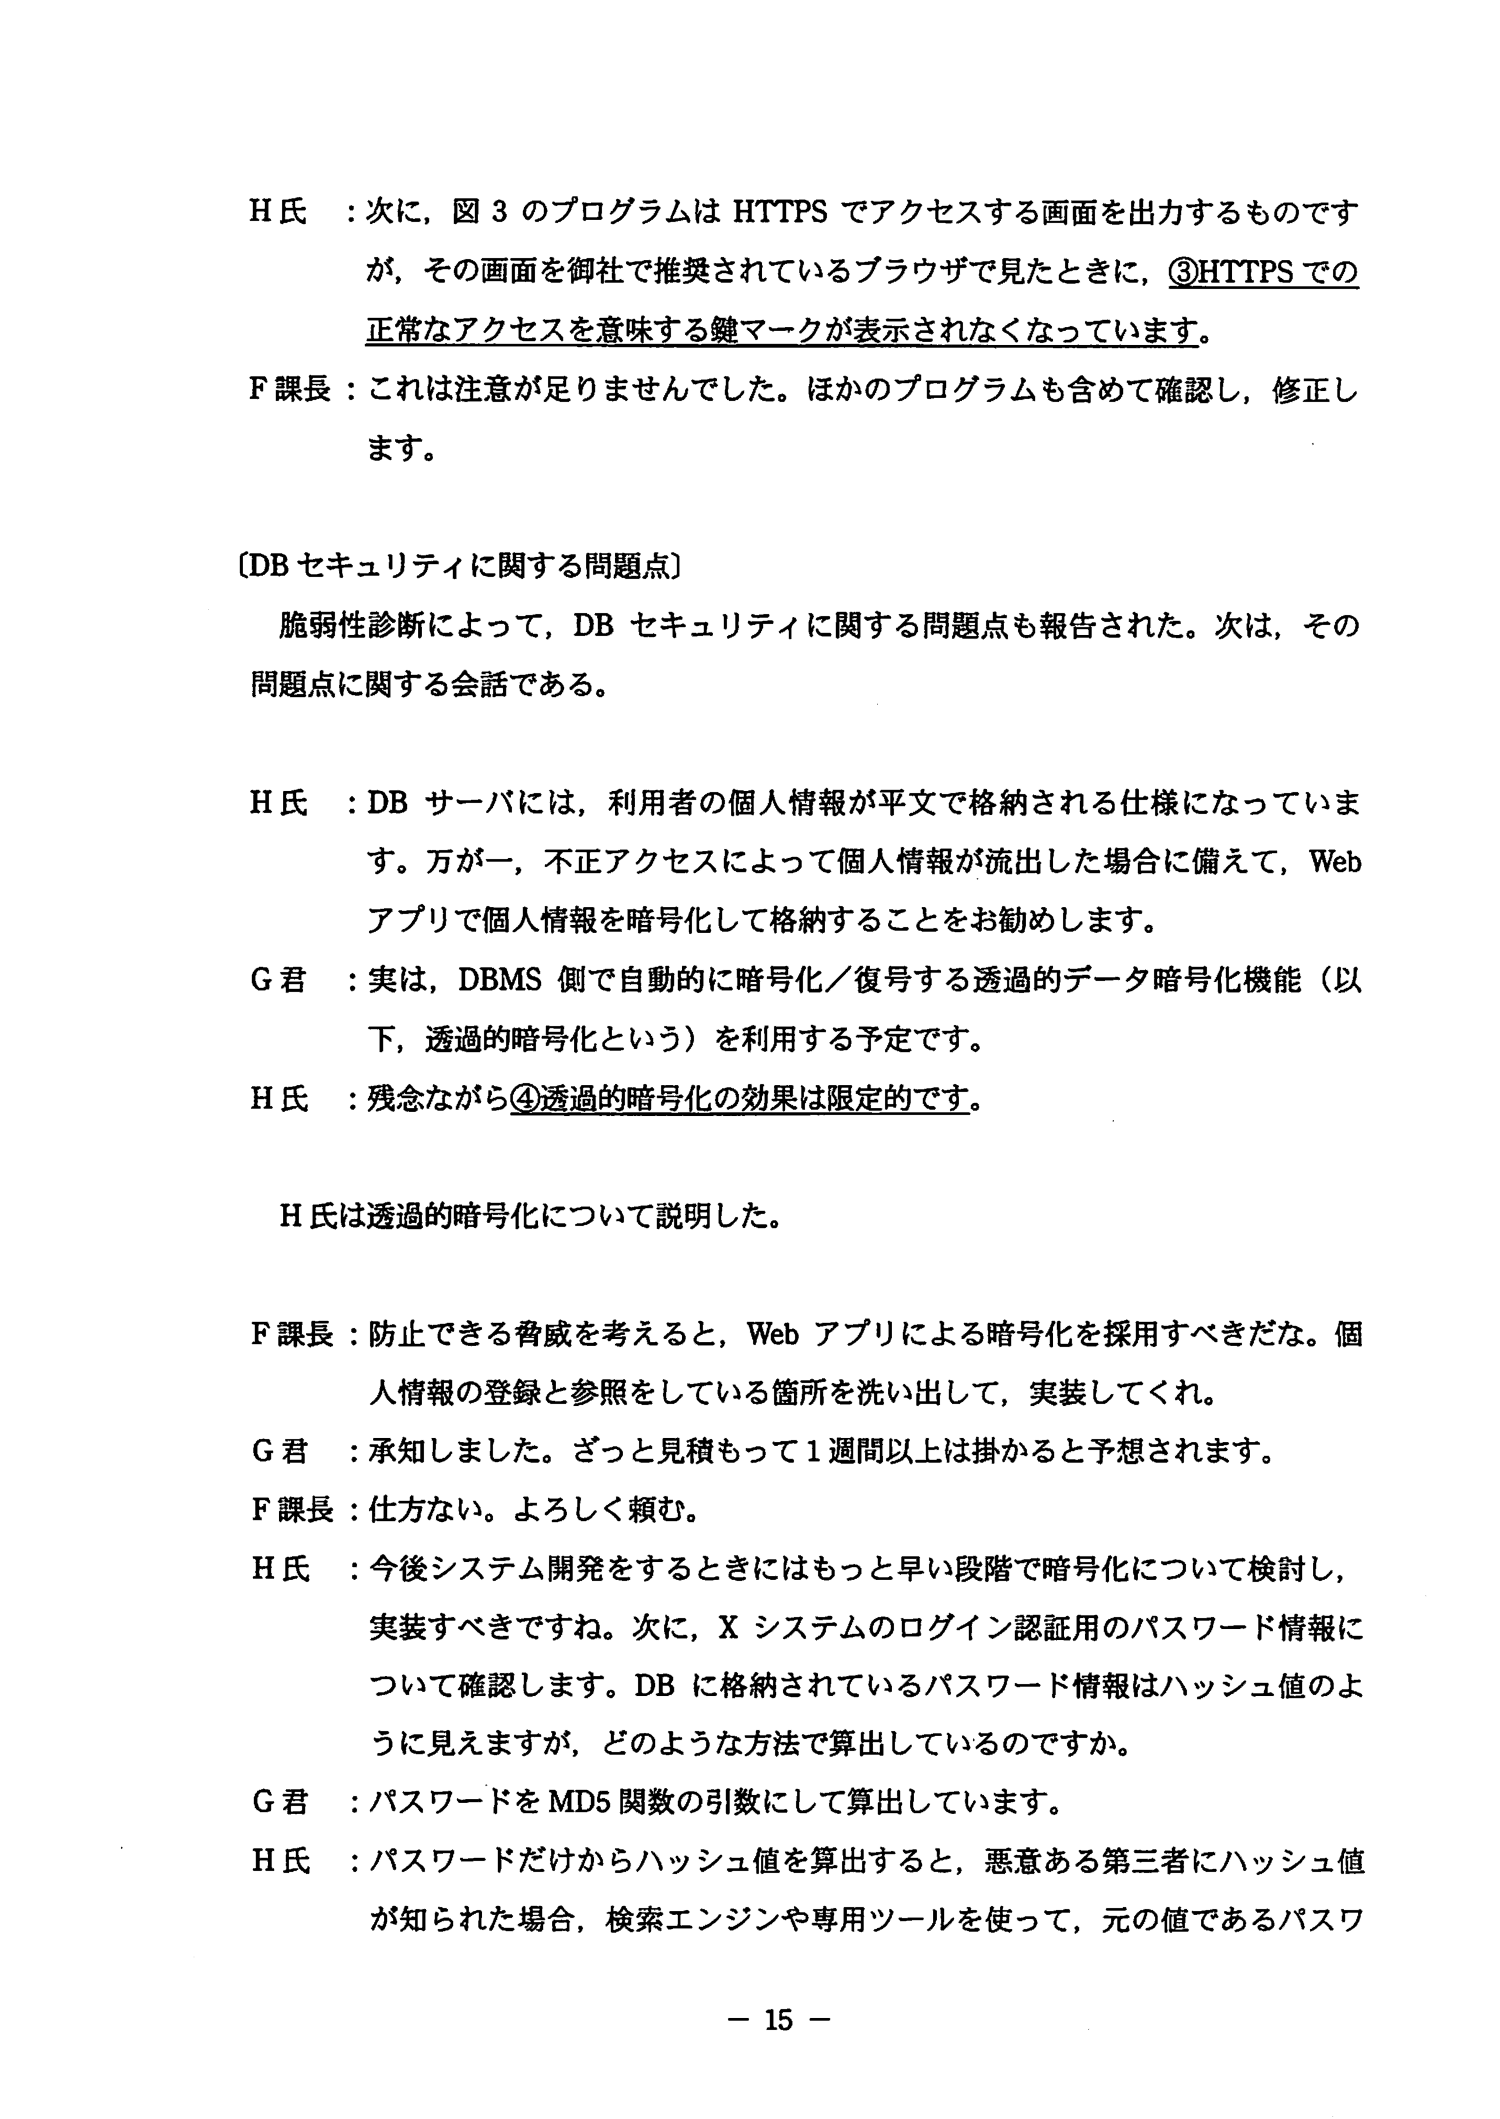 H 氏 ：次に，図 3 のプログラムは HTTPS でアクセスする画面を出力するものです
が，その画面を御社で推奨されているブラウザで見たときに，③HTTPS での
正常なアクセスを意味する鍵マークが表示されなくなっています。
F 課長：これは注意が足りませんでした。ほかのプログラムも含めて確認し，修正し
ます。
〔DB セキュリティに関する問題点〕
脆弱性診断によって，DB セキュリティに関する問題点も報告された。次は，その
問題点に関する会話である。
H 氏 ：DB サーバには，利用者の個人情報が平文で格納される仕様になっていま
す。万が一，不正アクセスによって個人情報が流出した場合に備えて，Web
アプリで個人情報を暗号化して格納することをお勧めします。
G 君 ：実は，DBMS 側で自動的に暗号化／復号する透過的データ暗号化機能（以
下，透過的暗号化という）を利用する予定です。
H 氏 ：残念ながら④透過的暗号化の効果は限定的です。
H 氏は透過的暗号化について説明した。
F 課長：防止できる脅威を考えると，Web アプリによる暗号化を採用すべきだな。個
人情報の登録と参照をしている箇所を洗い出して，実装してくれ。
G 君 ：承知しました。ざっと見積もって 1 週間以上は掛かると予想されます。
F 課長：仕方ない。よろしく頼む。
H 氏 ：今後システム開発をするときにはもっと早い段階で暗号化について検討し，
実装すべきですね。次に，X システムのログイン認証用のパスワード情報に
ついて確認します。DB に格納されているパスワード情報はハッシュ値のよ
うに見えますが，どのような方法で算出しているのですか。
G 君 ：パスワードを MD5 関数の引数にして算出しています。
H 氏 ：パスワードだけからハッシュ値を算出すると，悪意ある第三者にハッシュ値
が知られた場合，検索エンジンや専用ツールを使って，元の値であるパスワ
－ 15 －